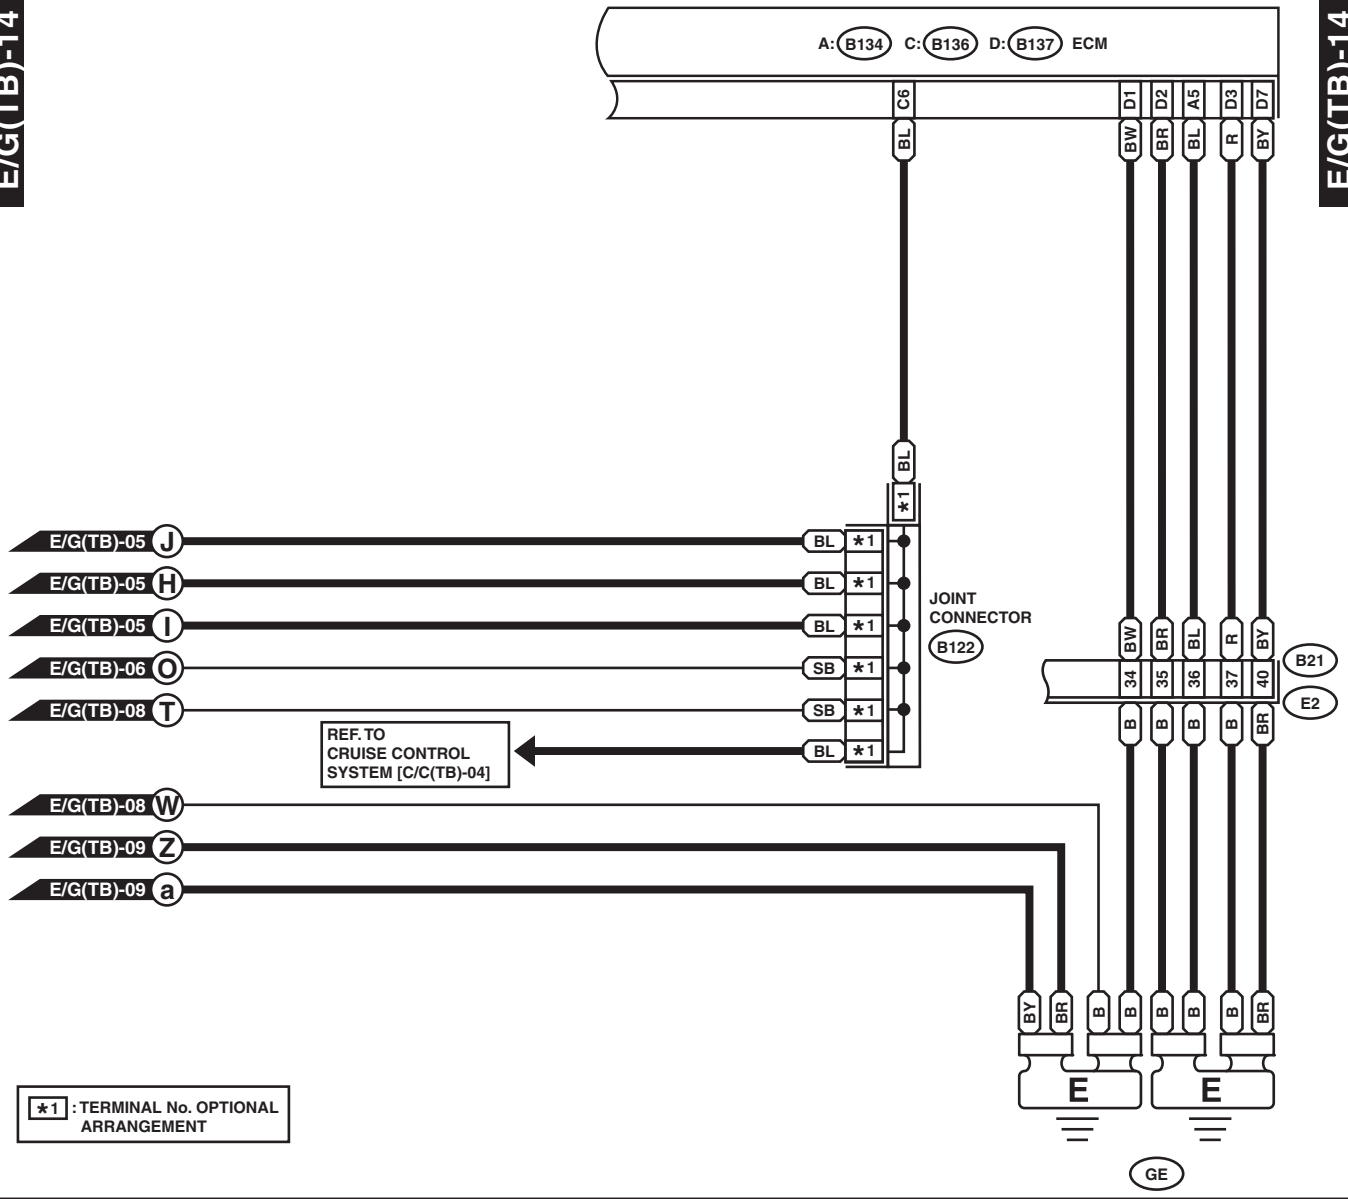 E/G(TB)-14
E/G(TB)-14
A: B134 C: B136 D: B137 ECM
C6 D1 D2 A5 D3 D7
BL BW BR BL R BY
BL
*1
E/G(TB)-05 J BL *1
E/G(TB)-05 H BL *1
E/G(TB)-05 I BL *1
E/G(TB)-06 O SB *1
E/G(TB)-08 T SB *1
BL *1
JOINT
CONNECTOR
B122
REF. TO
CRUISE CONTROL
SYSTEM [C/C(TB)-04]
BW BR BL R BY
34 35 36 37 40
B21
E2
B B B B BR
E/G(TB)-08 W
E/G(TB)-09 Z
E/G(TB)-09 a
BY BR B B B B B BR
E E
GE
*1 : TERMINAL No. OPTIONAL
ARRANGEMENT